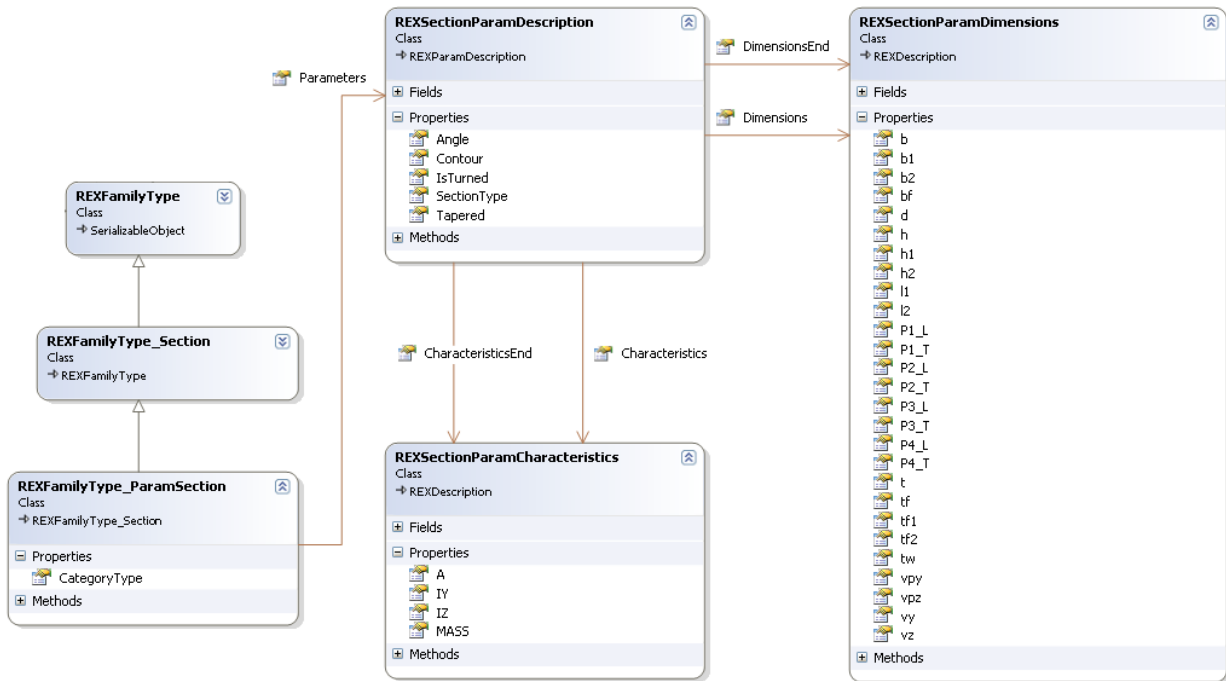 REXSectionParamDescription
Class
REXParamDescription
Fields
Properties
Angle
Contour
IsTurned
SectionType
Tapered
Methods
DimensionsEnd
Dimensions
REXSectionParamDimensions
Class
REXDescription
Fields
Properties
b
b1
b2
bf
d
h
h1
h2
l1
l2
P1_L
P1_T
P2_L
P2_T
P3_L
P3_T
P4_L
P4_T
t
tf
tf1
tf2
tw
vpy
vpz
vy
vz
Methods
Parameters
REXFamilyType
Class
SerializableObject
REXFamilyType_Section
Class
REXFamilyType
REXFamilyType_ParamSection
Class
REXFamilyType_Section
Properties
CategoryType
Methods
CharacteristicsEnd
Characteristics
REXSectionParamCharacteristics
Class
REXDescription
Fields
Properties
A
IY
IZ
MASS
Methods